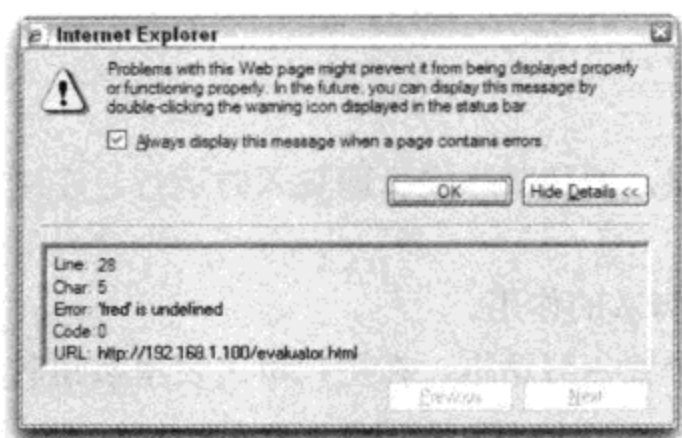 Internet Explorer
Problems with this Web page might prevent it from being displayed properly
or functioning properly. In the future, you can display this message by
double-clicking the warning icon displayed in the status bar
Always display this message when a page contains errors.
OK
Hide Details <<
Line: 28
Char: 5
Error: 'fred' is undefined
Code: 0
URL: http://192.168.1.100/evaluator.html
Previous
Next